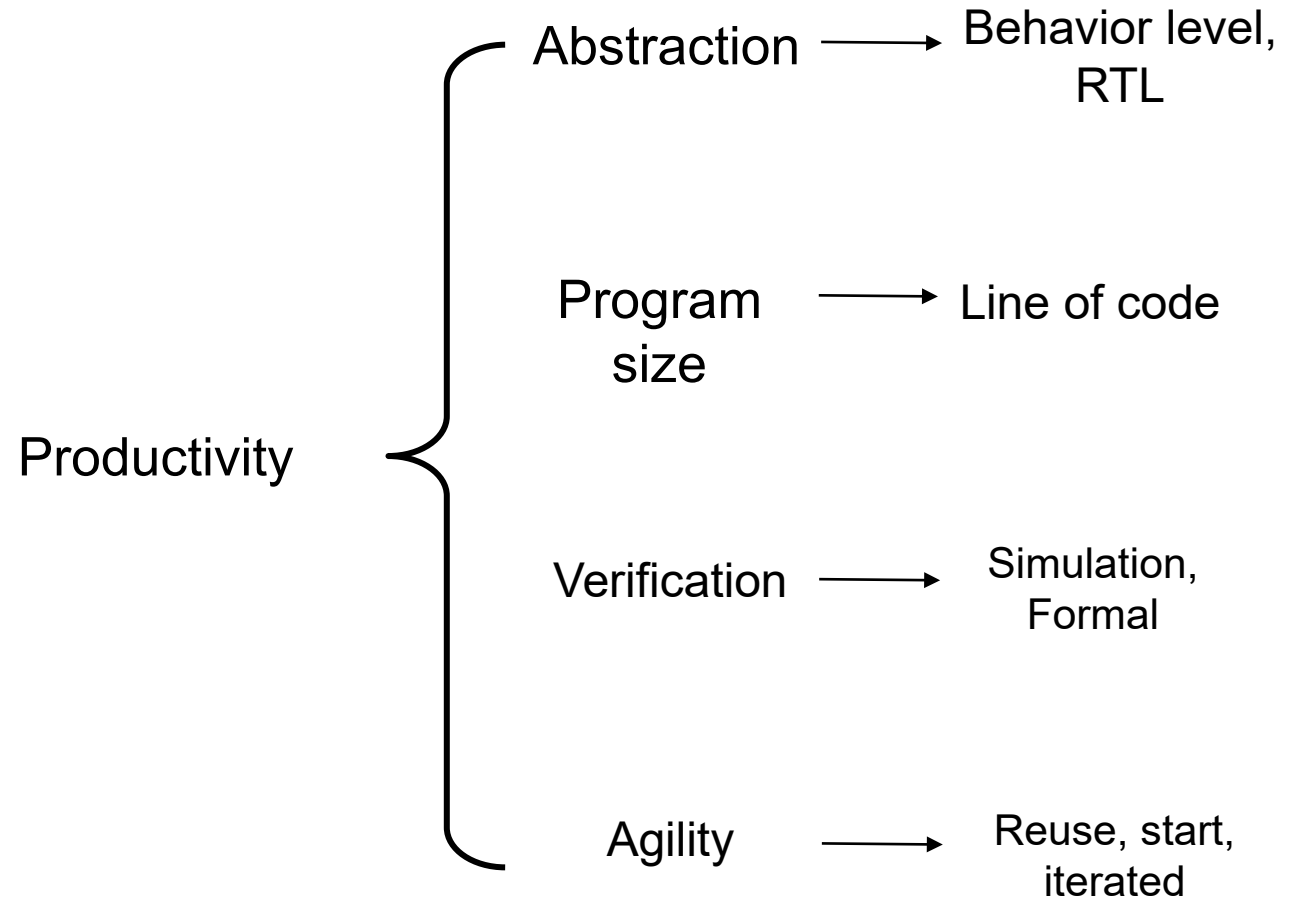 Productivity
Abstraction
Behavior level,
RTL
Program
size
Line of code
Verification
Simulation,
Formal
Agility
Reuse, start,
iterated